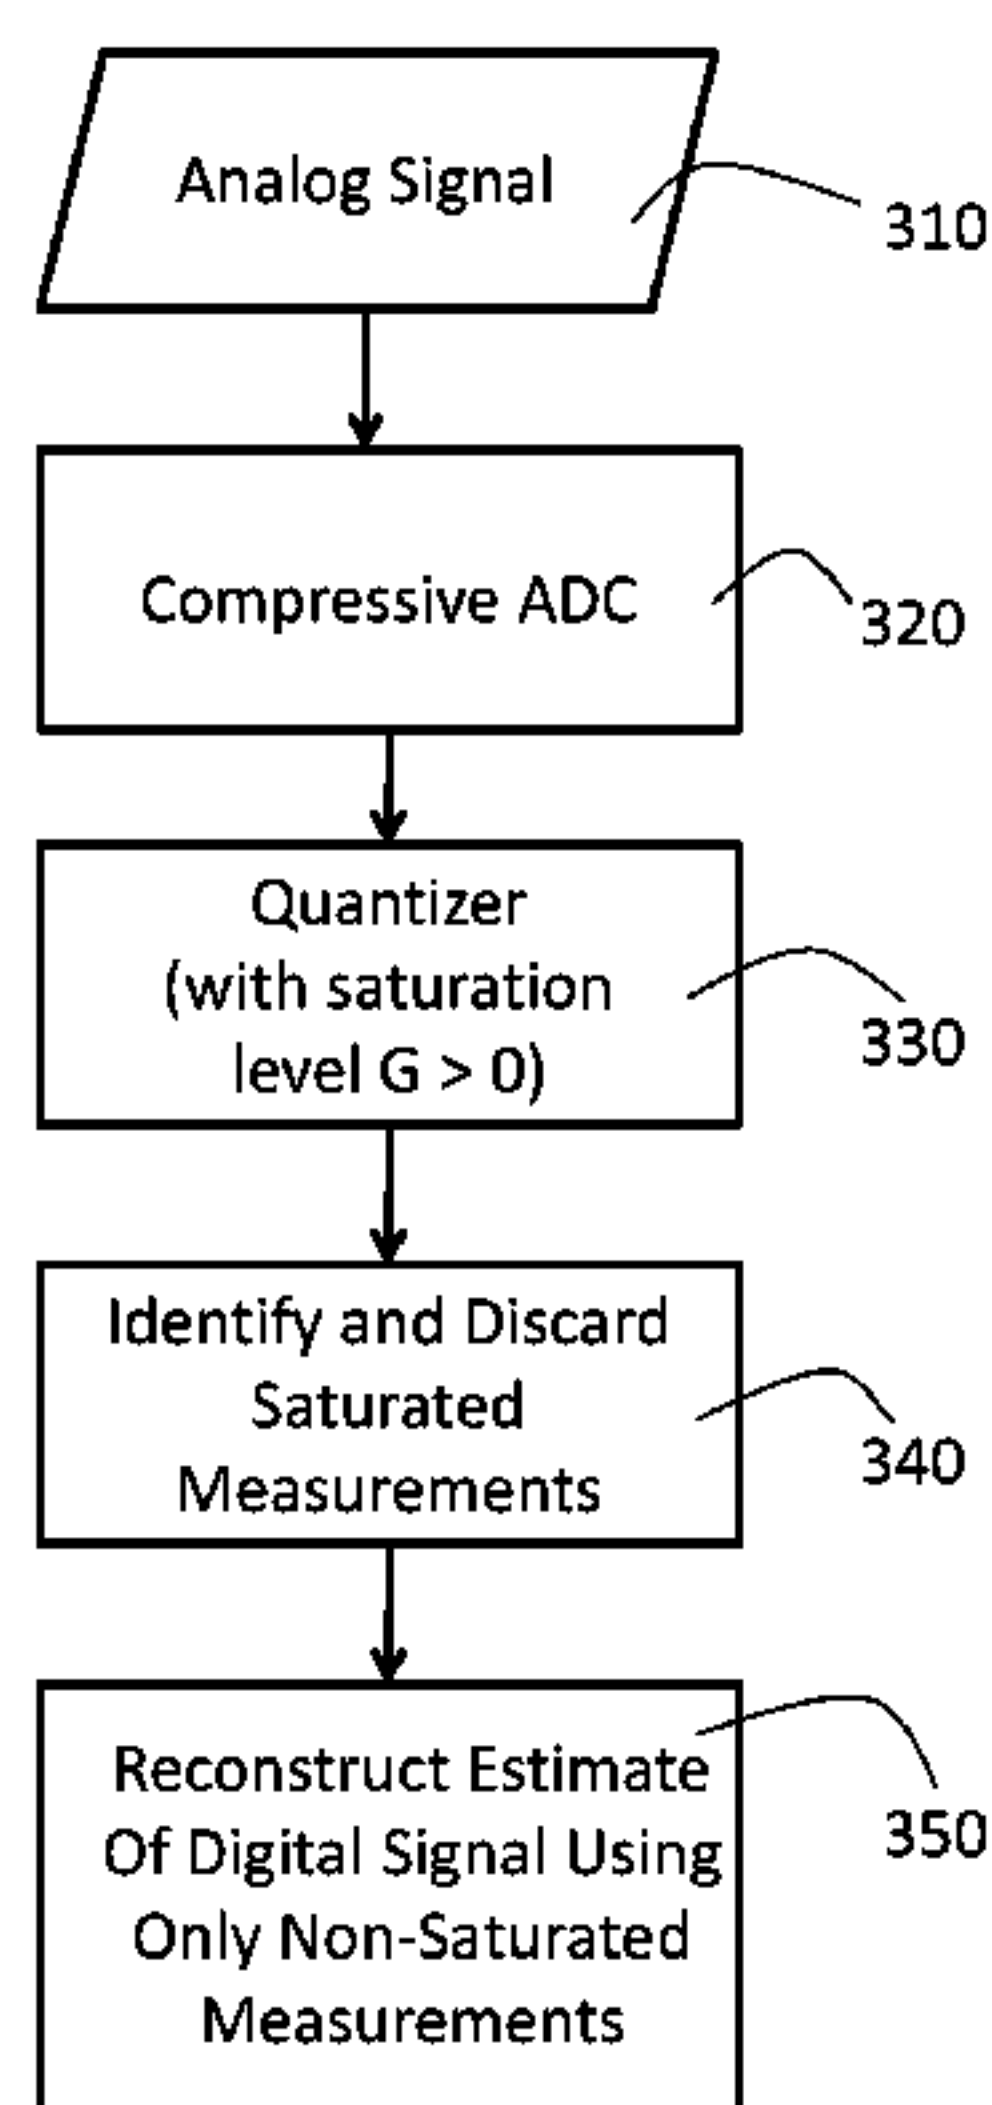 Analog Signal
310
Compressive ADC
320
Quantizer
(with saturation
level G > 0)
330
Identify and Discard
Saturated
Measurements
340
Reconstruct Estimate
Of Digital Signal Using
Only Non-Saturated
Measurements
350